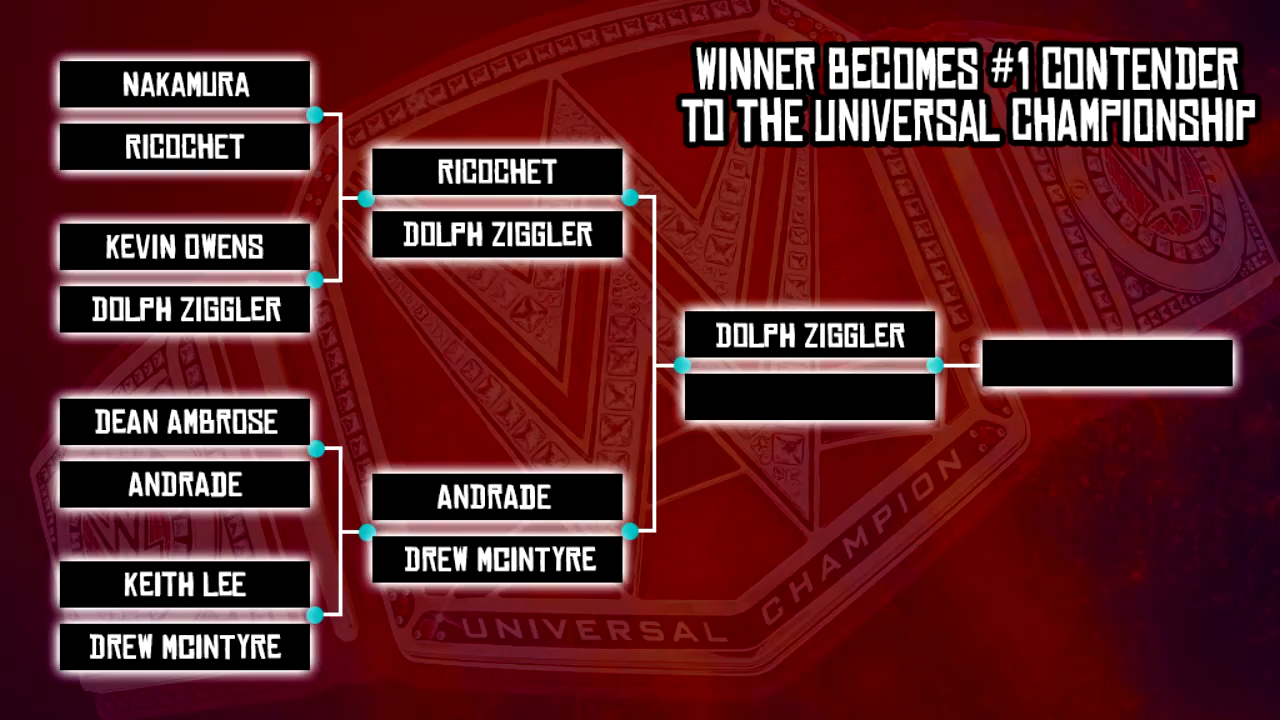 WINNER BECOMES #1 CONTENDER
TO THE UNIVERSAL CHAMPIONSHIP
NAKAMURA
RICOCHET
KEVIN OWENS
DOLPH ZIGGLER
DEAN AMBROSE
ANDRADE
KEITH LEE
DREW MCINTYRE
RICOCHET
DOLPH ZIGGLER
ANDRADE
DREW MCINTYRE
DOLPH ZIGGLER
UNIVERSAL CHAMPION